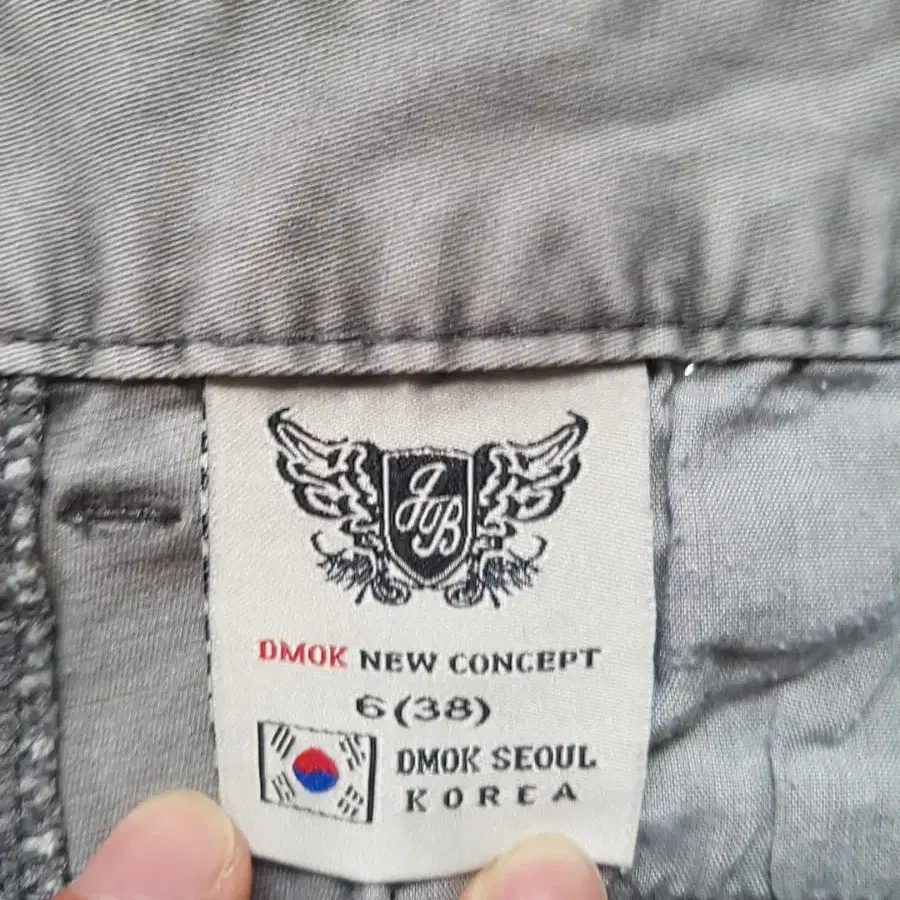 JB
DMOK NEW CONCEPT
6(38)
DMOK SEOUL
KOREA